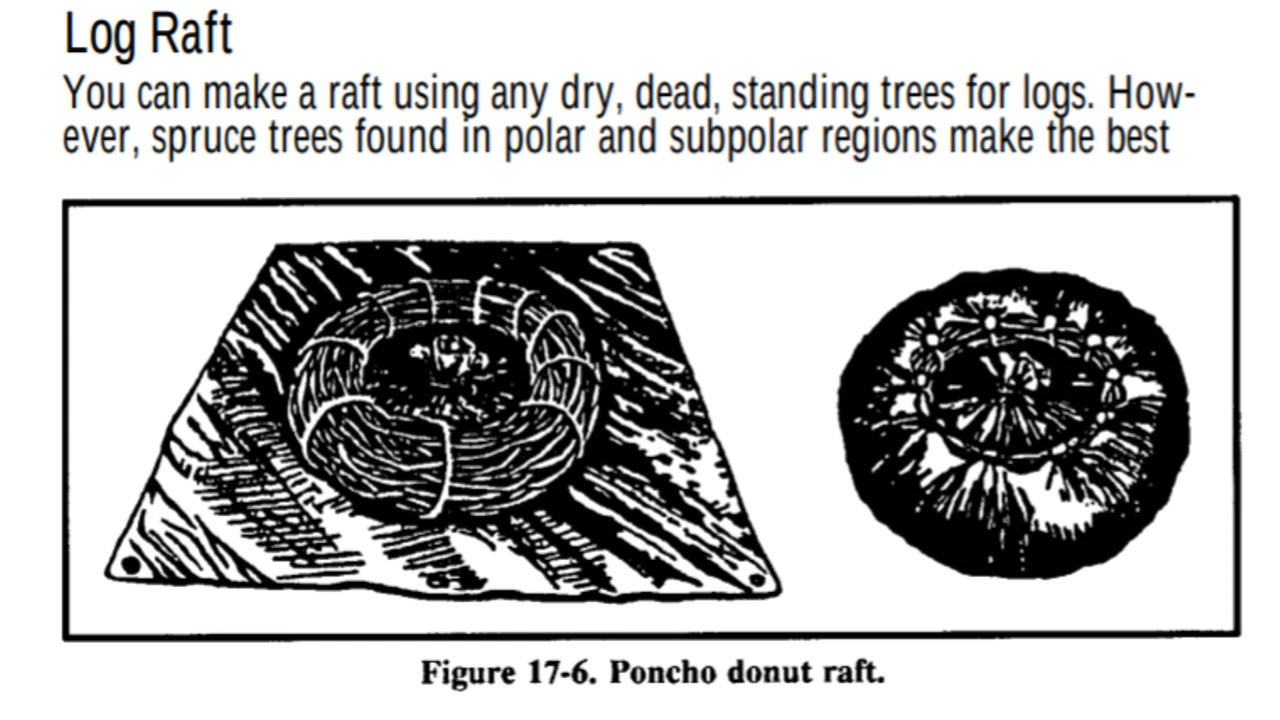 Log Raft
You can make a raft using any dry, dead, standing trees for logs. How-
ever, spruce trees found in polar and subpolar regions make the best
Figure 17-6. Poncho donut raft.